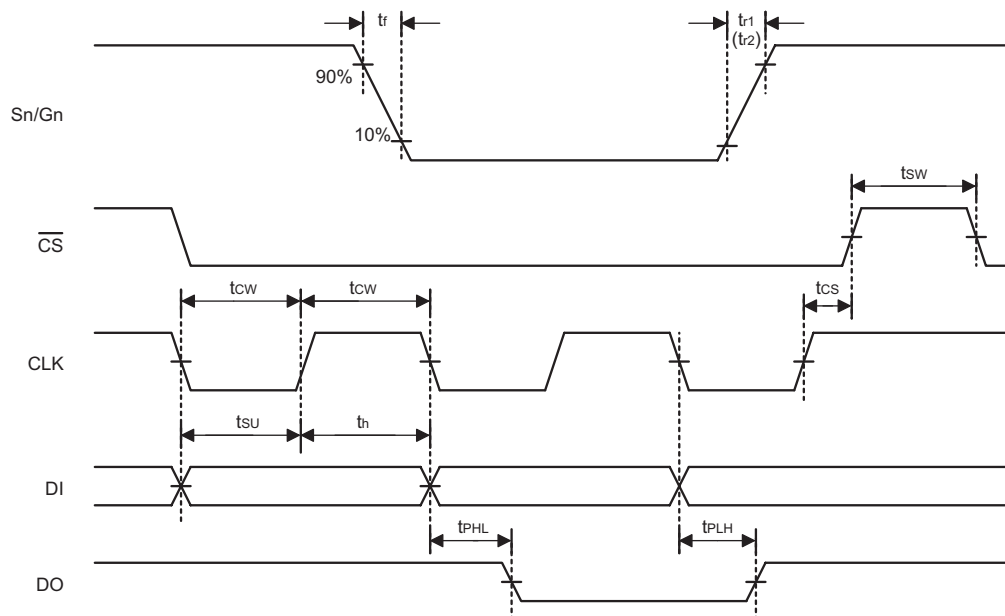 tf
tr1
(tr2)
90%
Sn/Gn
10%
tSW
CS
tCW tCW
tCS
CLK
tSU th
DI
tPHL tPLH
DO